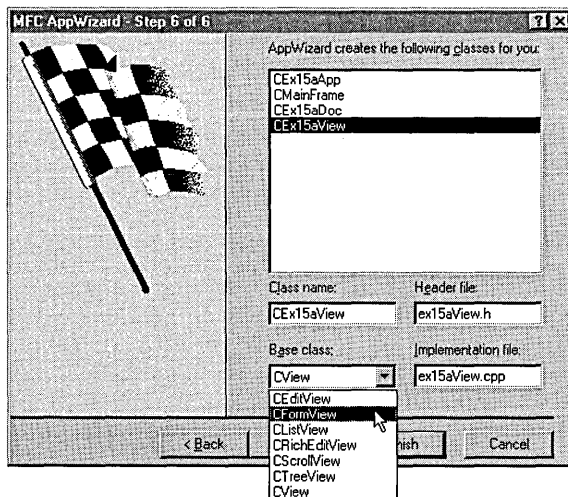 MFC AppWizard - Step 6 of 6
AppWizard creates the following classes for you:
CEx15aApp
CMainFrame
CEx15aDoc
CEx15aView
Class name:
Header file:
CEx15aView
ex15aView.h
Base class:
Implementation file:
CView
ex15aView.cpp
CEditView
CFormView
CListView
CRichEditView
CScrollView
CTreeView
CView
< Back
nish
Cancel